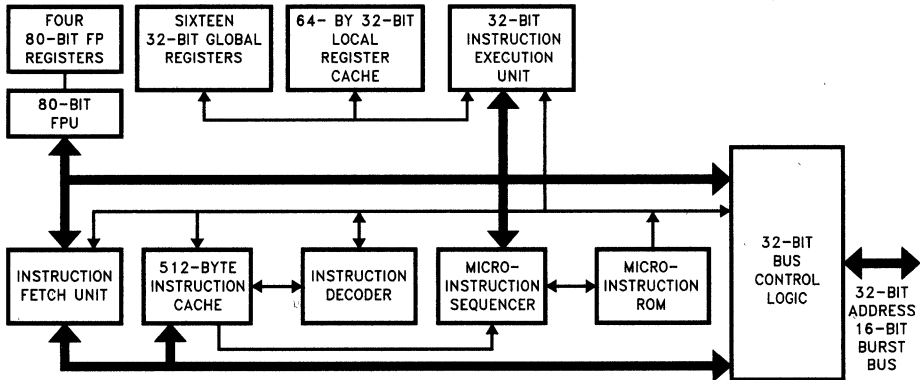 FOUR
80-BIT FP
REGISTERS
SIXTEEN
32-BIT GLOBAL
REGISTERS
64- BY 32-BIT
LOCAL
REGISTER
CACHE
32-BIT
INSTRUCTION
EXECUTION
UNIT
80-BIT
FPU
INSTRUCTION
FETCH UNIT
512-BYTE
INSTRUCTION
CACHE
INSTRUCTION
DECODER
MICRO-
INSTRUCTION
SEQUENCER
MICRO-
INSTRUCTION
ROM
32-BIT
BUS
CONTROL
LOGIC
32-BIT
ADDRESS
16-BIT
BURST
BUS